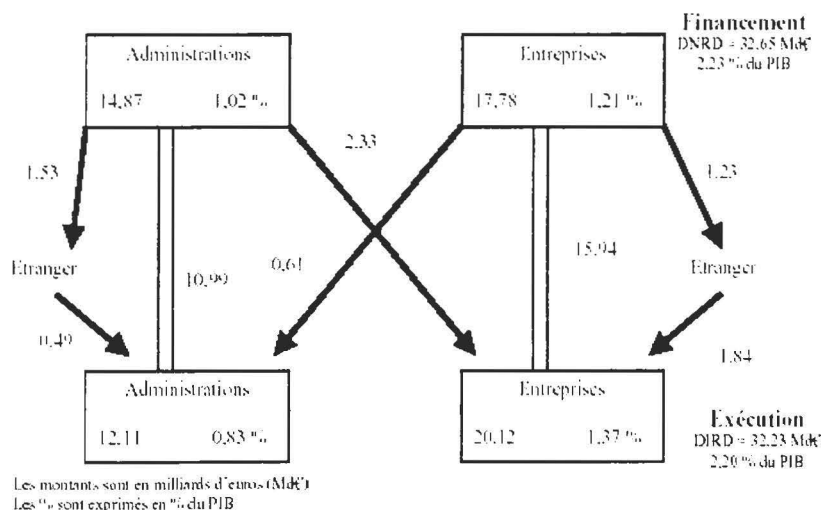 Financement
DNRD = 32.65 Md€
2.23 % du PIB
Administrations
14,87 1,02 %
Entreprises
17,78 1,21 %
1,53
2,33
1,23
Etranger
10,99
0,61
15,94
Etranger
0,49
1,84
Administrations
12,11 0,83 %
Entreprises
20,12 1,37 %
Exécution
DIRD = 32.23 Md€
2.20 % du PIB
Les montants sont en milliards d'euros (Md€)
Les % sont exprimés en % du PIB